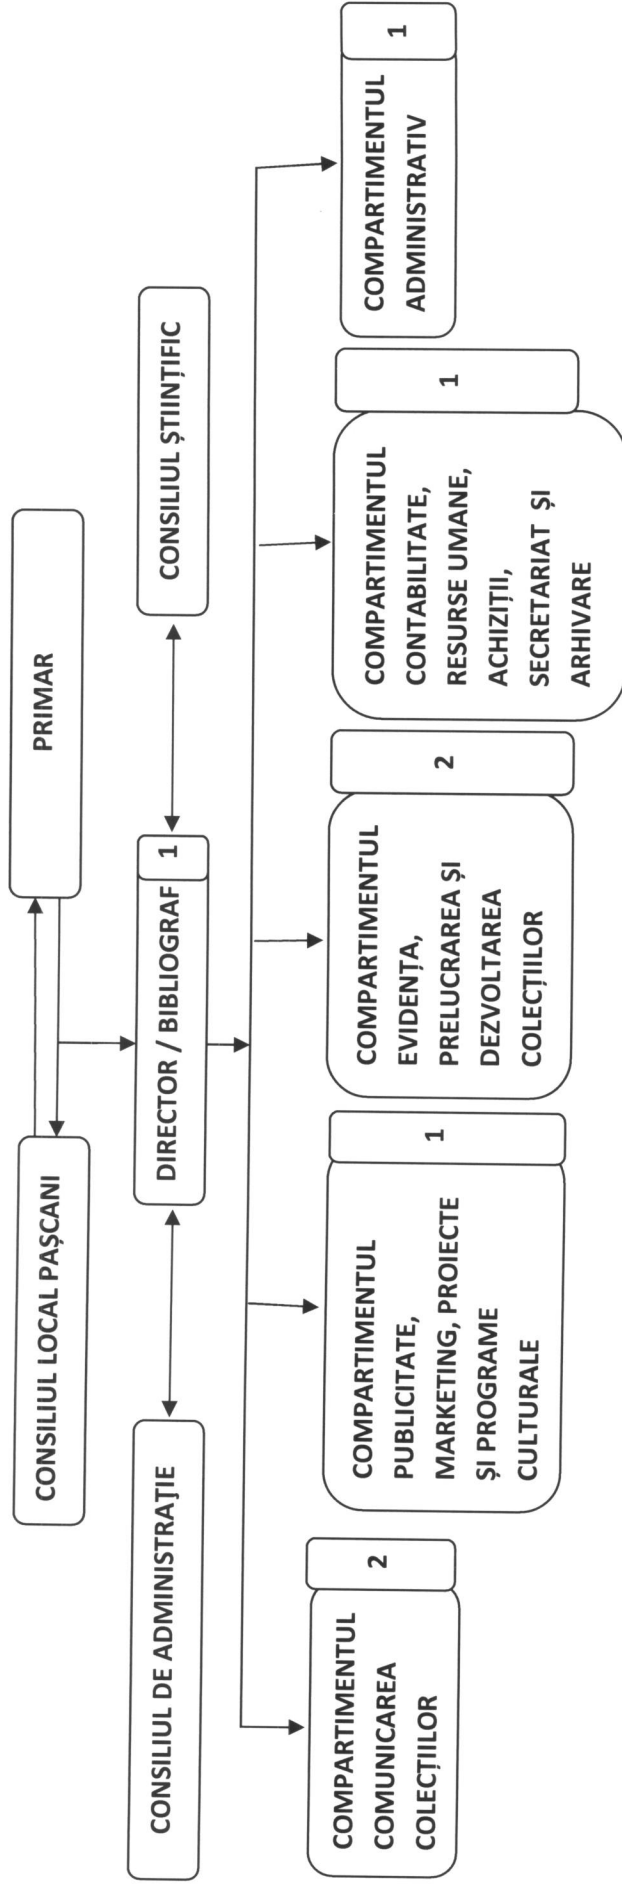 CONSILIUL LOCAL PAȘCANI
PRIMAR
CONSILIUL DE ADMINISTRAŢIE
DIRECTOR / BIBLIOGRAF
1
CONSILIUL ȘTIINȚIFIC
COMPARTIMENTUL
COMUNICAREA
COLECȚIILOR
2
COMPARTIMENTUL
PUBLICITATE,
MARKETING, PROIECTE
ȘI PROGRAME
CULTURALE
1
COMPARTIMENTUL
EVIDENȚA,
PRELUCRAREA ȘI
DEZVOLTAREA
COLECȚIILOR
2
COMPARTIMENTUL
CONTABILITATE,
RESURSE UMANE,
ACHIZIȚII,
SECRETARIAT ȘI
ARHIVARE
1
COMPARTIMENTUL
ADMINISTRATIV
1